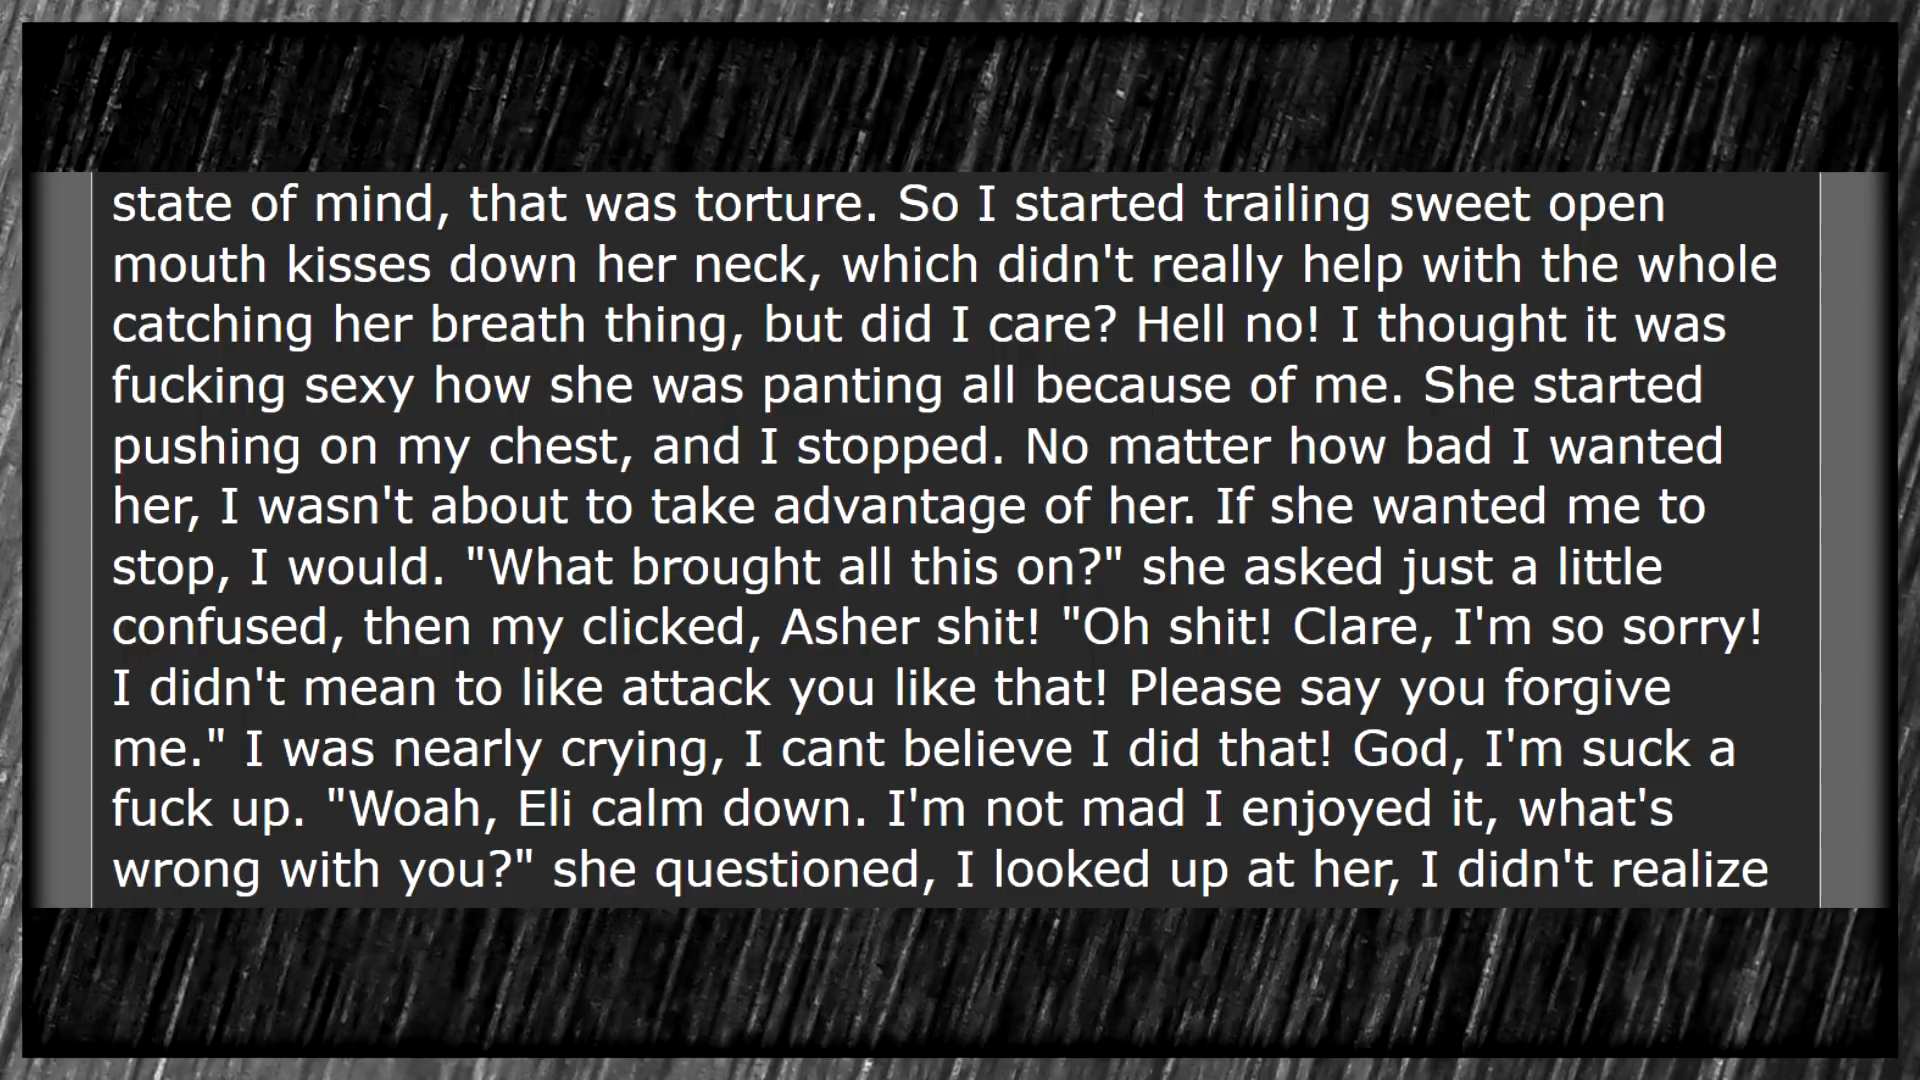 state of mind, that was torture. So I started trailing sweet open
mouth kisses down her neck, which didn't really help with the whole
catching her breath thing, but did I care? Hell no! I thought it was
fucking sexy how she was panting all because of me. She started
pushing on my chest, and I stopped. No matter how bad I wanted
her, I wasn't about to take advantage of her. If she wanted me to
stop, I would. "What brought all this on?" she asked just a little
confused, then my clicked, Asher shit! "Oh shit! Clare, I'm so sorry!
I didn't mean to like attack you like that! Please say you forgive
me." I was nearly crying, I cant believe I did that! God, I'm suck a
fuck up. "Woah, Eli calm down. I'm not mad I enjoyed it, what's
wrong with you?" she questioned, I looked up at her, I didn't realize